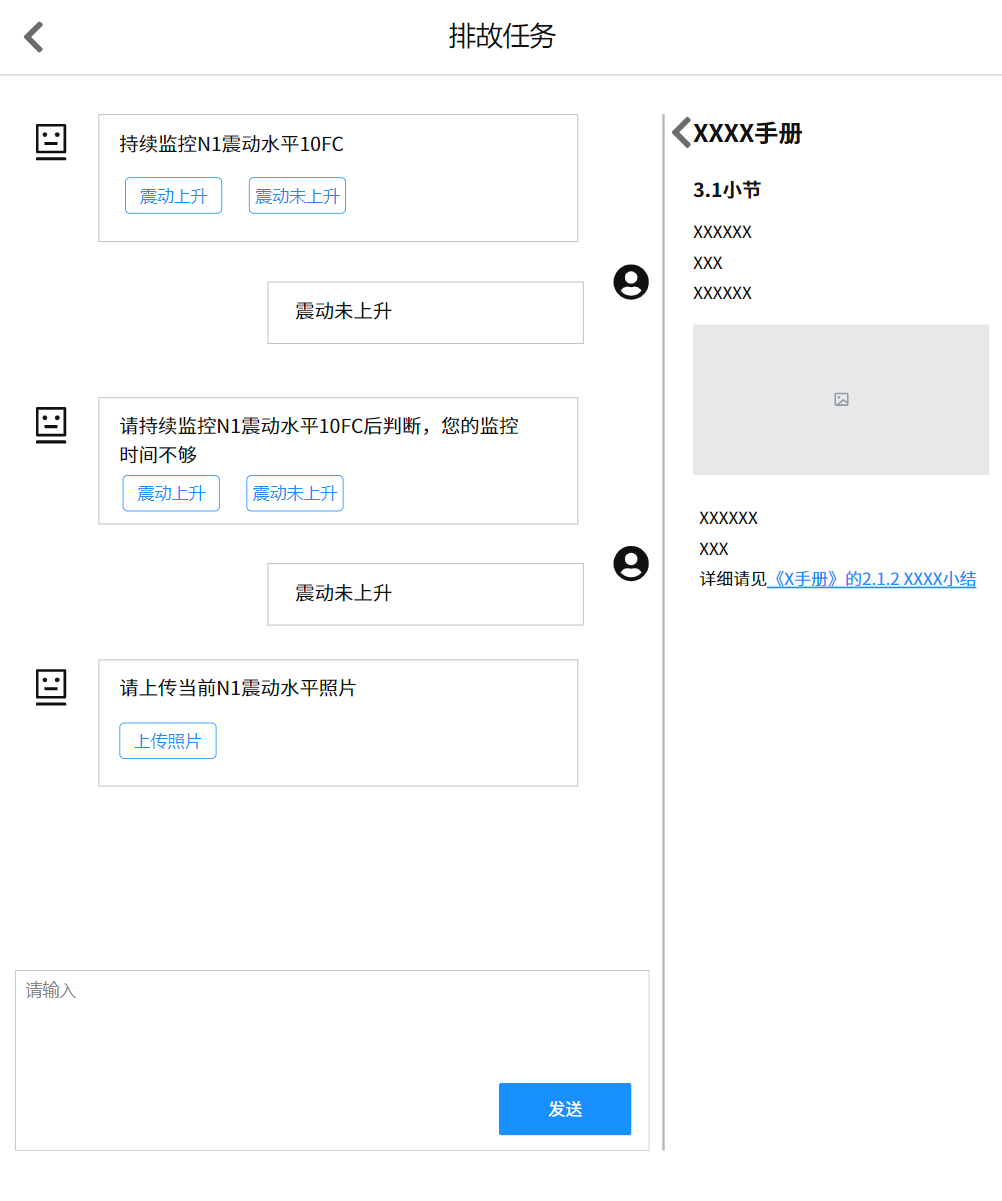 排故任务
持续监控N1震动水平10FC
震动上升
震动未上升
震动未上升
请持续监控N1震动水平10FC后判断，您的监控
时间不够
震动上升
震动未上升
震动未上升
请上传当前N1震动水平照片
上传照片
请输入
发送
XXXX手册
3.1小节
XXXXXX
XXX
XXXXXX
XXXXXX
XXX
详细请见《X手册》的2.1.2 XXXX小结